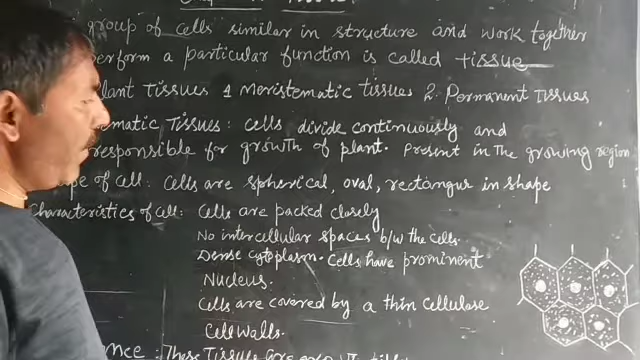 group of cells similar in structure and work together
perform a particular function is called tissue
Plant Tissues 1 Meristematic tissues 2. Permanent Tissues
ematic Tissues: cells divide continuously and
responsible for growth of plant. Present in the growing region
shape of cell: Cells are spherical, oval, rectangur in shape
Characteristics of cell: Cells are packed closely
No intercellular spaces b/w the cells.
Dense cytoplasm. Cells have prominent
Nucleus.
Cells are covered by a thin cellulose
Cell walls.
These Tissues are